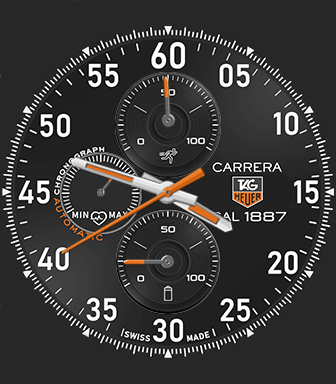 60
55 05
50
50 10
0 100
CHRONOGRAPH
AUTOMATIC
MIN MAX
CARRERA
TAG
HEUER
45 15
AL 1887
50
40 20
0 100
35 25
30
SWISS MADE